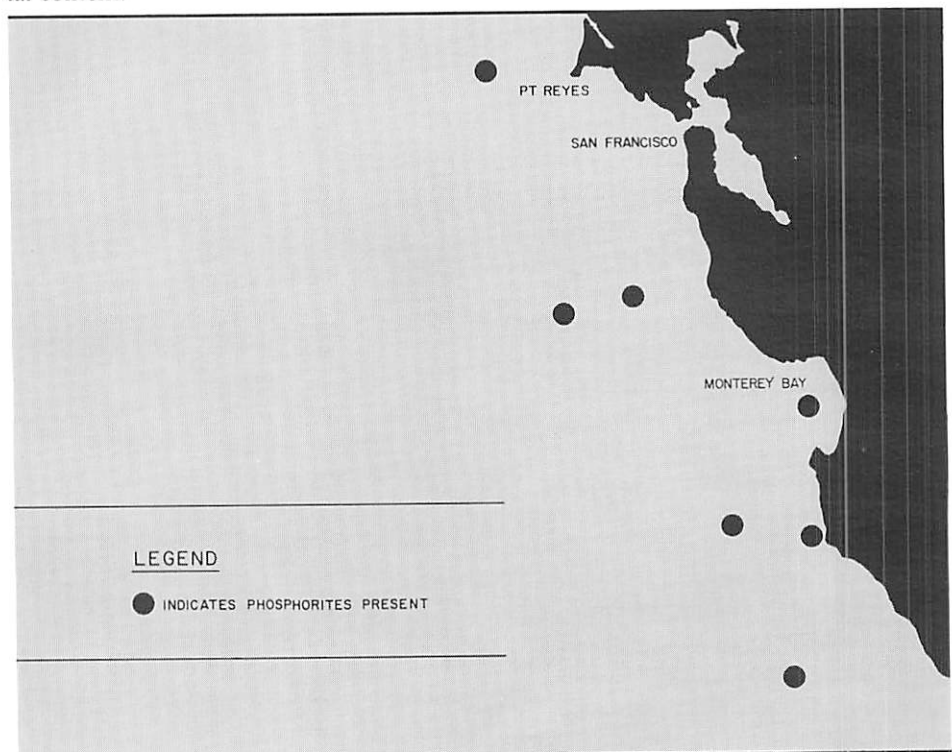 PT REYES
SAN FRANCISCO
MONTEREY BAY
LEGEND
INDICATES PHOSPHORITES PRESENT